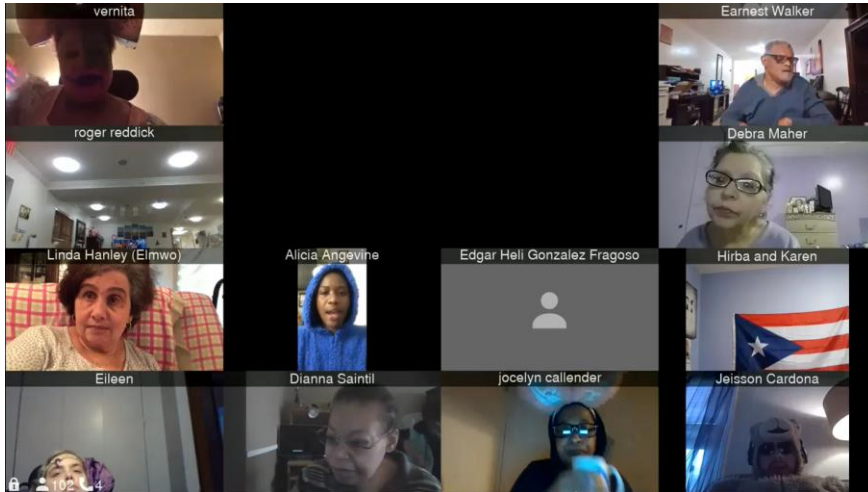 vernita
Earnest Walker
roger reddick
Debra Maher
Linda Hanley (Elmwo)
Alicia Angevine
Edgar Heli Gonzalez Fragoso
Hirba and Karen
Eileen
Dianna Saintil
jocelyn callender
Jeisson Cardona
102 4